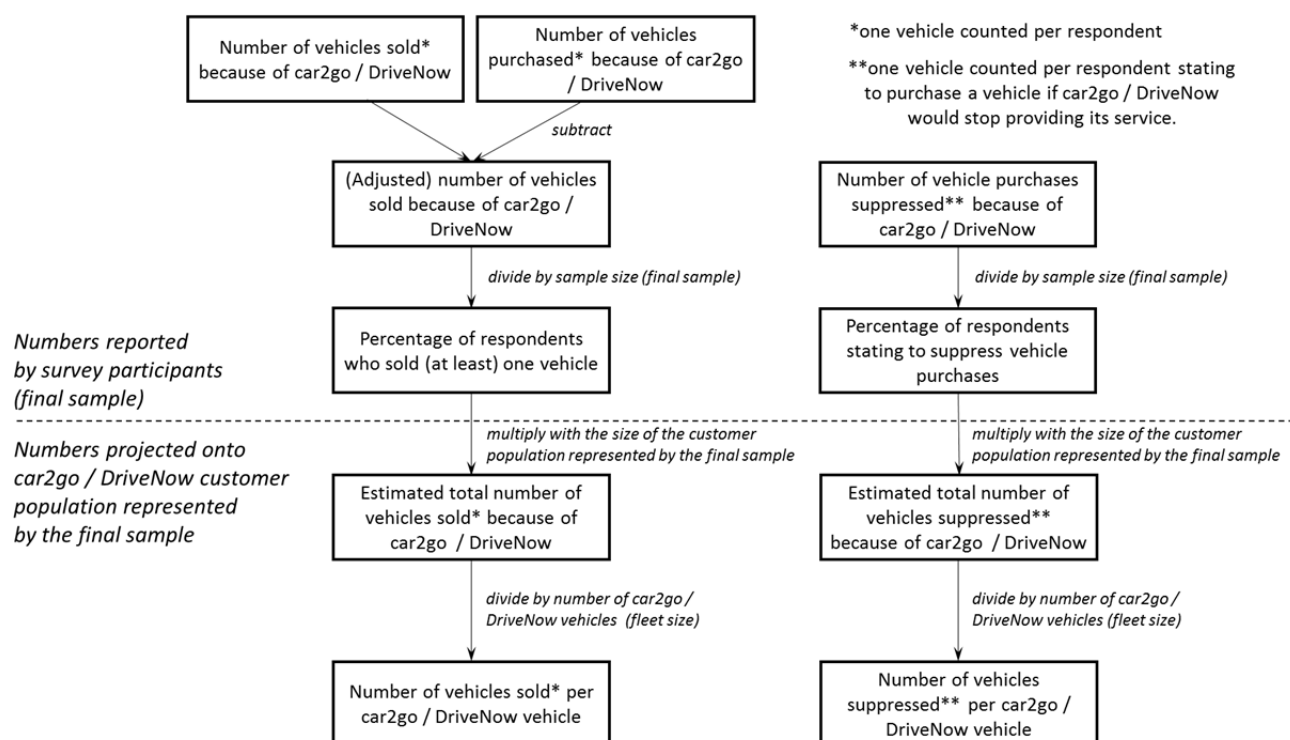 Number of vehicles sold*
because of car2go / DriveNow
Number of vehicles
purchased* because of car2go
/ DriveNow
*one vehicle counted per respondent
**one vehicle counted per respondent stating
to purchase a vehicle if car2go / DriveNow
would stop providing its service.
subtract
(Adjusted) number of vehicles
sold because of car2go /
DriveNow
Number of vehicle purchases
suppressed** because of
car2go / DriveNow
divide by sample size (final sample)
divide by sample size (final sample)
Numbers reported
by survey participants
(final sample)
Percentage of respondents
who sold (at least) one vehicle
Percentage of respondents
stating to suppress vehicle
purchases
Numbers projected onto
car2go / DriveNow customer
population represented
by the final sample
multiply with the size of the customer
population represented by the final sample
multiply with the size of the customer
population represented by the final sample
Estimated total number of
vehicles sold* because of
car2go / DriveNow
Estimated total number of
vehicles suppressed**
because of car2go / DriveNow
divide by number of car2go /
DriveNow vehicles (fleet size)
divide by number of car2go /
DriveNow vehicles (fleet size)
Number of vehicles sold* per
car2go / DriveNow vehicle
Number of vehicles
suppressed** per car2go /
DriveNow vehicle